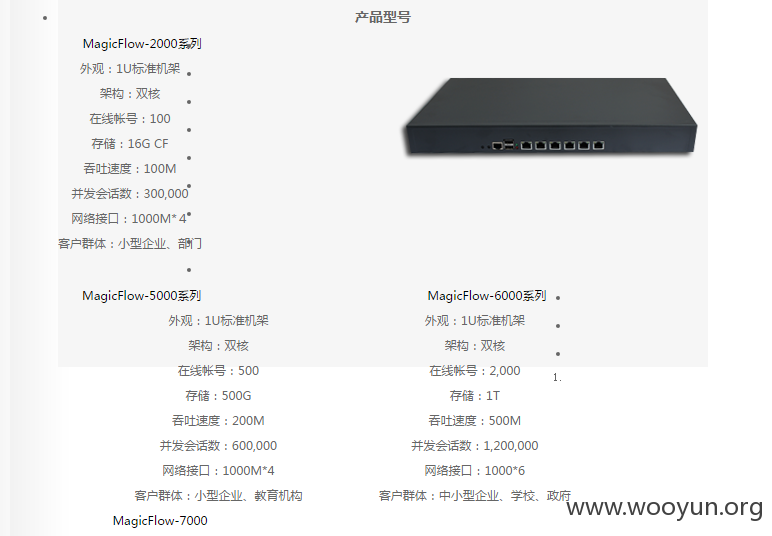 产品型号
MagicFlow-2000系列
外观：1U标准机架
架构：双核
在线帐号：100
存储：16G CF
吞吐速度：100M
并发会话数：300,000
网络接口：1000M*4
客户群体：小型企业、部门
MagicFlow-5000系列
外观：1U标准机架
架构：双核
在线帐号：500
存储：500G
吞吐速度：200M
并发会话数：600,000
网络接口：1000M*4
客户群体：小型企业、教育机构
MagicFlow-6000系列
外观：1U标准机架
架构：双核
在线帐号：2,000
存储：1T
吞吐速度：500M
并发会话数：1,200,000
网络接口：1000*6
客户群体：中小型企业、学校、政府
1.
MagicFlow-7000
www.wooyun.org